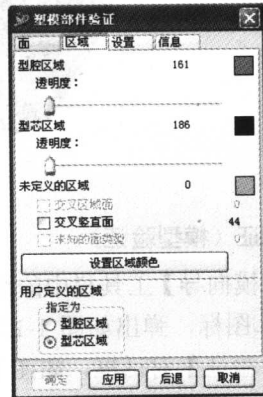 塑模部件验证
面 区域 设置 信息
型腔区域 161
透明度：
型芯区域 186
透明度：
未定义的区域 0
交叉区域面 0
交叉竖直面 44
未知的面类型 0
设置区域颜色
用户定义的区域
指定为
型腔区域
型芯区域
确定 应用 后退 取消